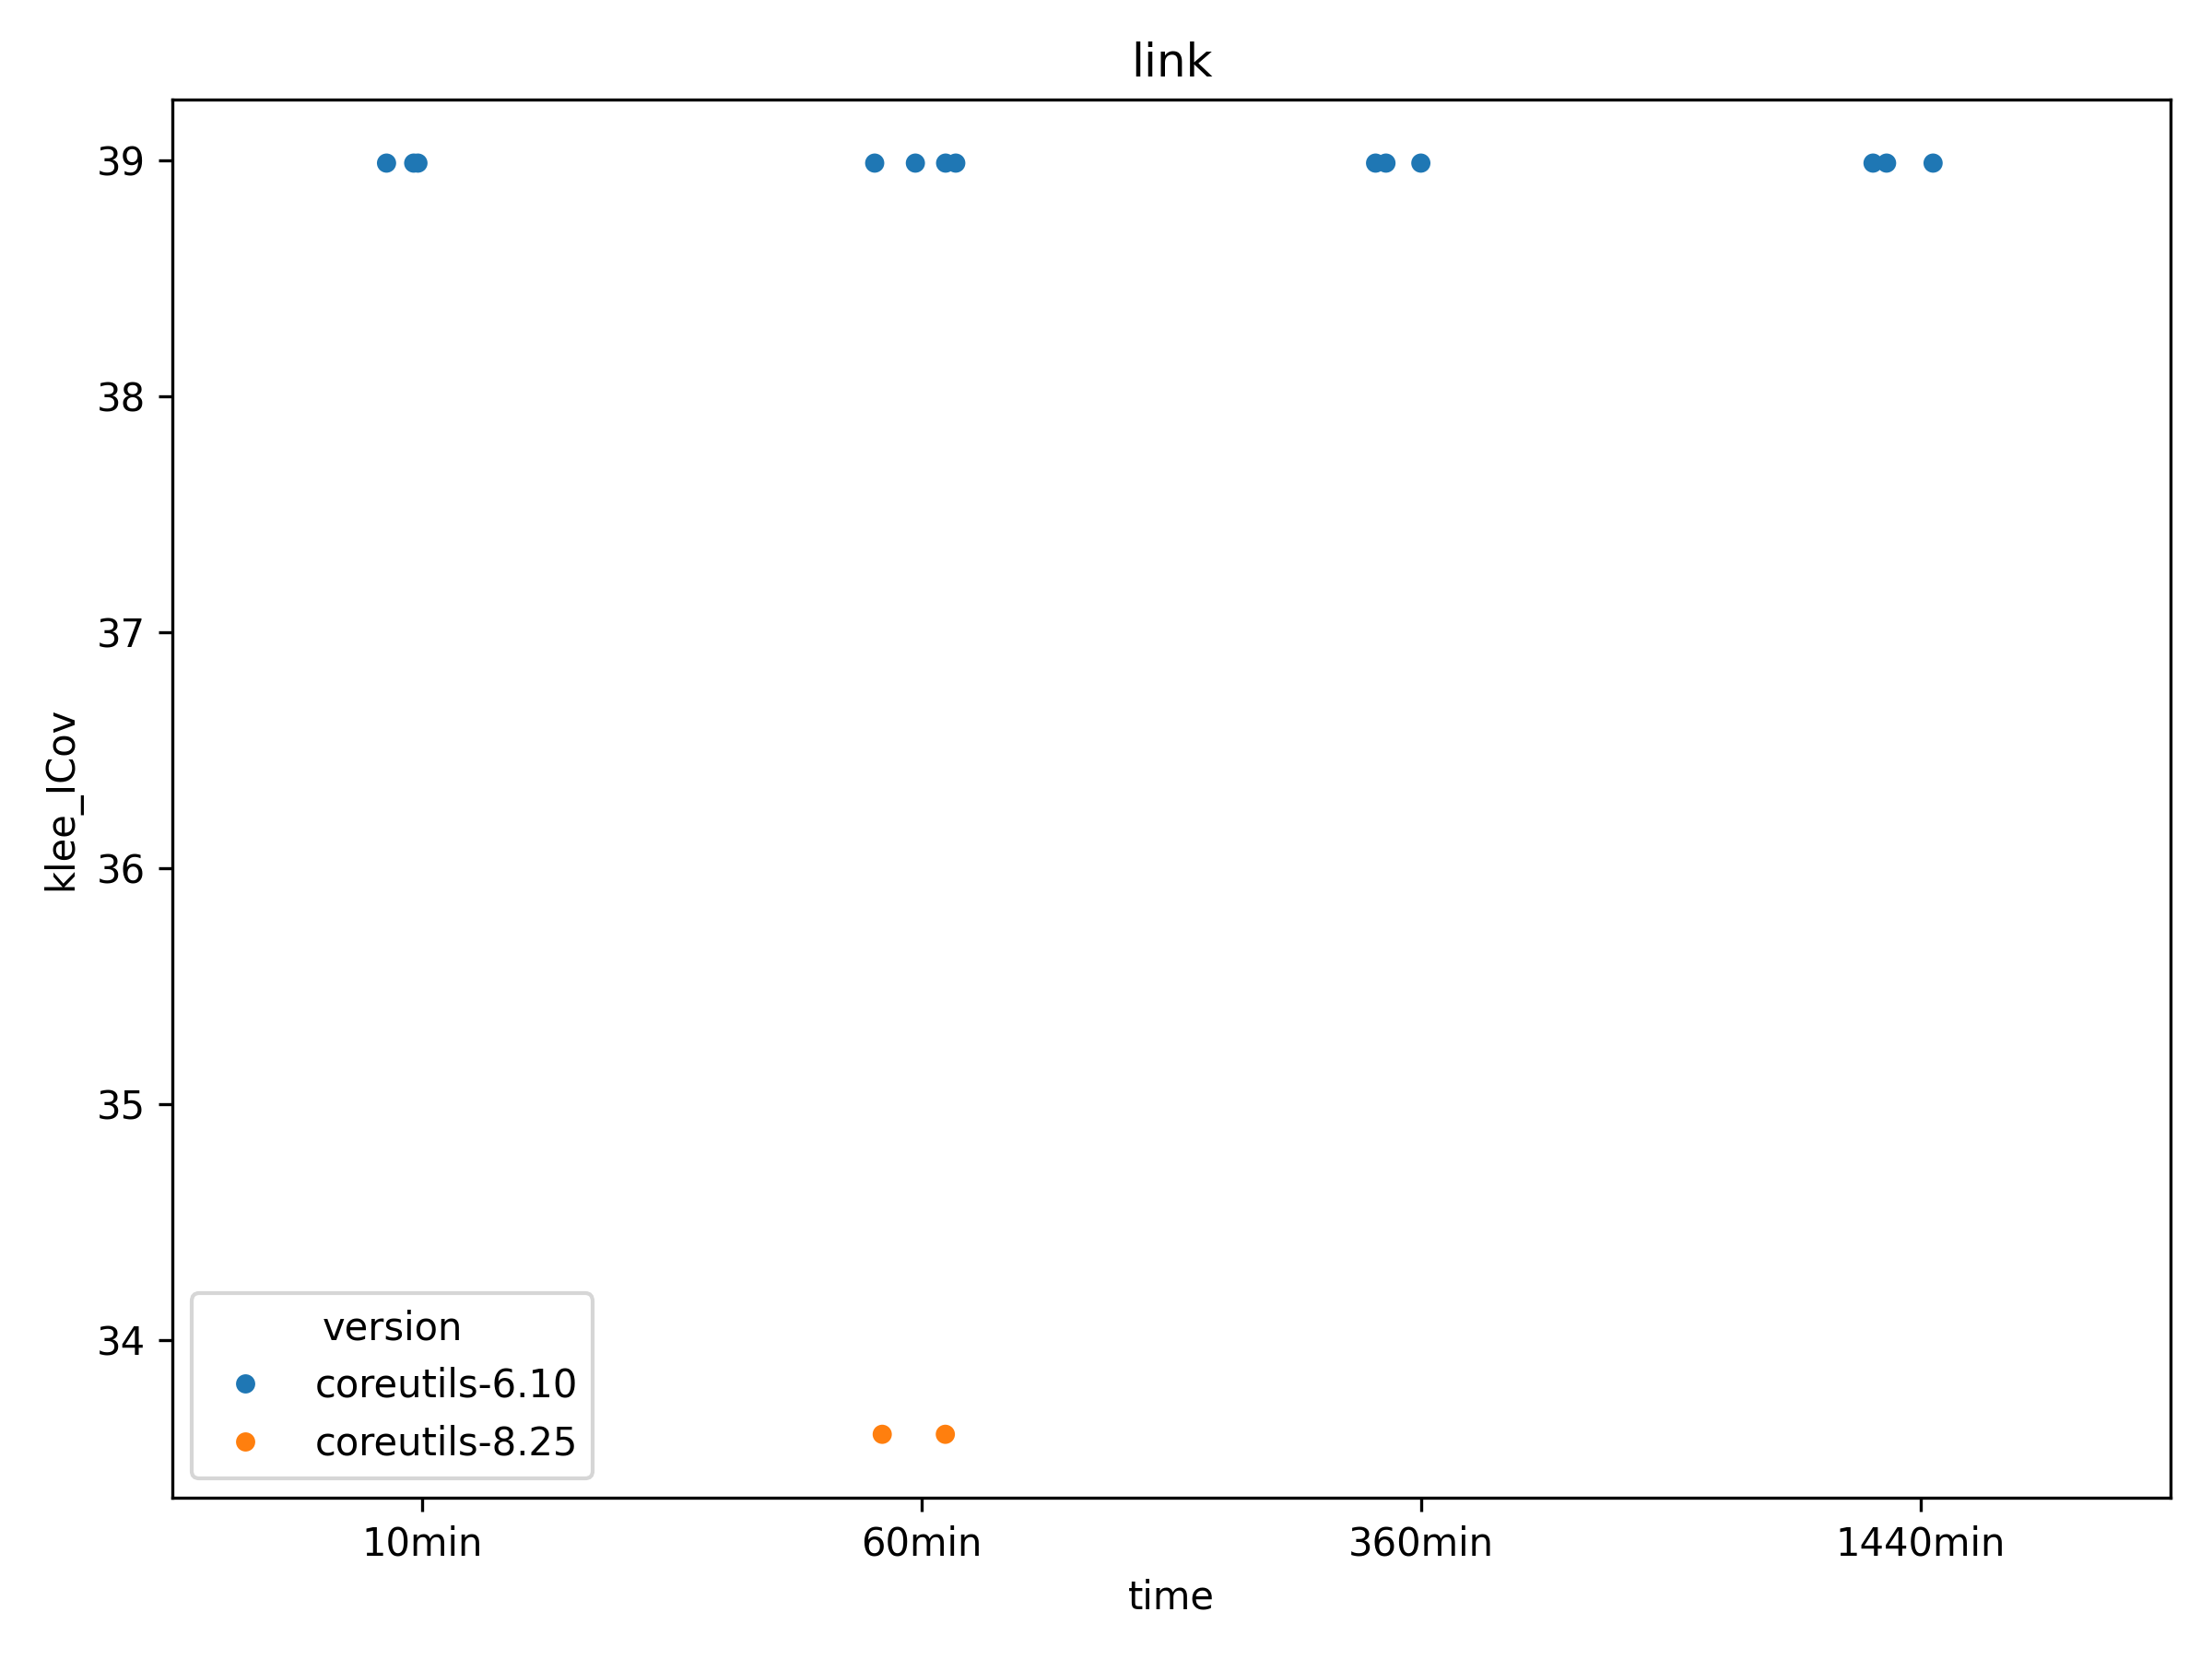 link
39
38
37
36
35
34
klee_ICov
version
coreutils-6.10
coreutils-8.25
10min
60min
360min
1440min
time